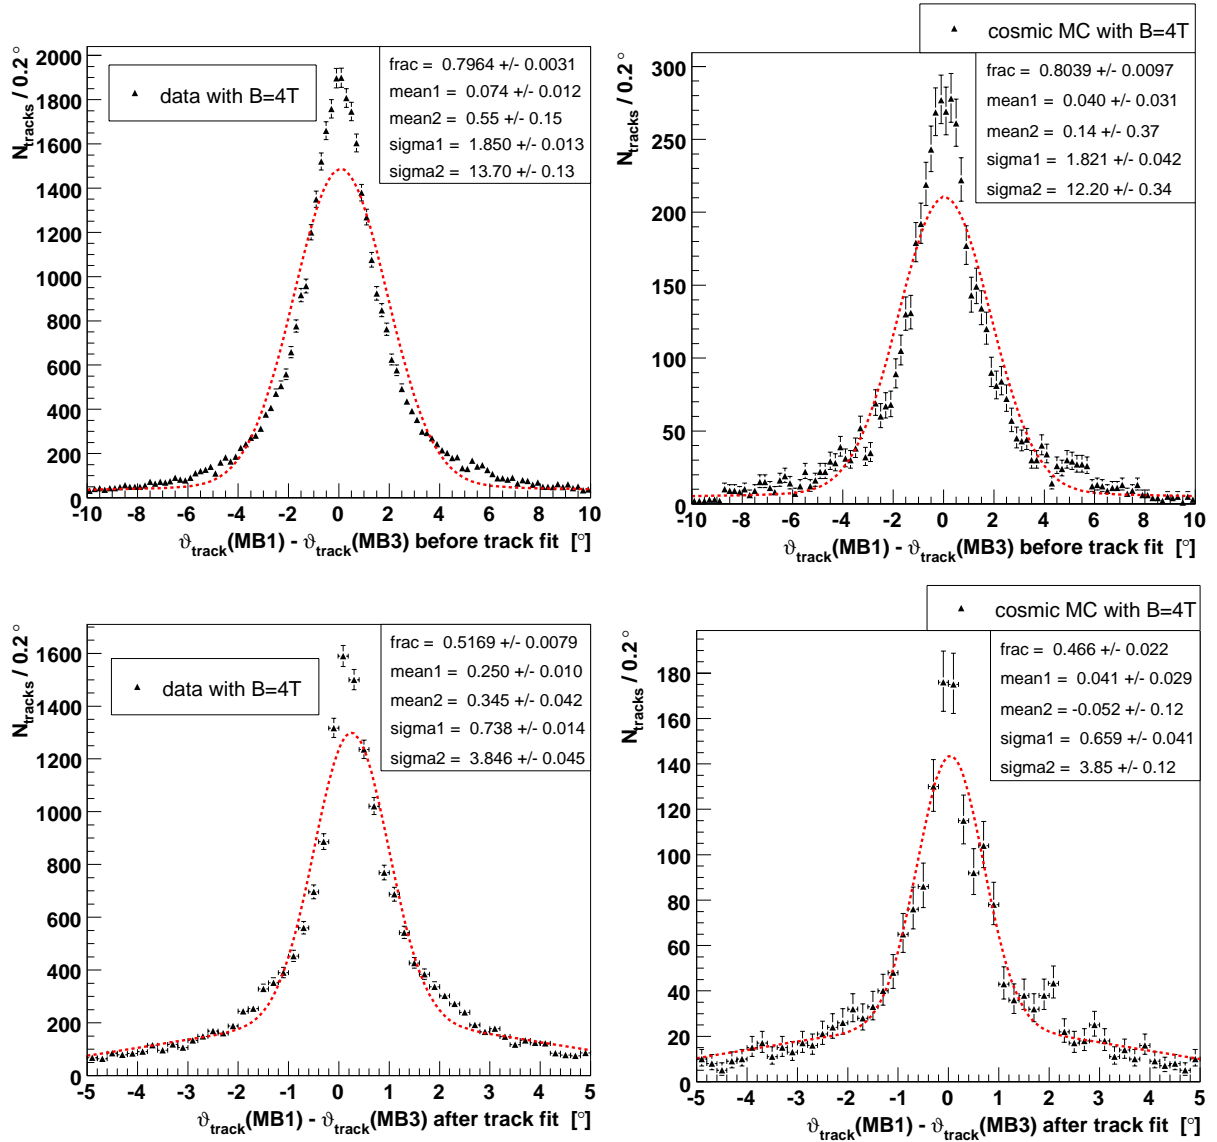 data with B=4T
frac = 0.7964 +/- 0.0031
mean1 = 0.074 +/- 0.012
mean2 = 0.55 +/- 0.15
sigma1 = 1.850 +/- 0.013
sigma2 = 13.70 +/- 0.13
N_tracks / 0.2°
2000
1800
1600
1400
1200
1000
800
600
400
200
0
-10 -8 -6 -4 -2 0 2 4 6 8 10
ϑ_track(MB1) - ϑ_track(MB3) before track fit [°]
cosmic MC with B=4T
frac = 0.8039 +/- 0.0097
mean1 = 0.040 +/- 0.031
mean2 = 0.14 +/- 0.37
sigma1 = 1.821 +/- 0.042
sigma2 = 12.20 +/- 0.34
N_tracks / 0.2°
300
250
200
150
100
50
0
-10 -8 -6 -4 -2 0 2 4 6 8 10
ϑ_track(MB1) - ϑ_track(MB3) before track fit [°]
data with B=4T
frac = 0.5169 +/- 0.0079
mean1 = 0.250 +/- 0.010
mean2 = 0.345 +/- 0.042
sigma1 = 0.738 +/- 0.014
sigma2 = 3.846 +/- 0.045
N_tracks / 0.2°
1600
1400
1200
1000
800
600
400
200
0
-5 -4 -3 -2 -1 0 1 2 3 4 5
ϑ_track(MB1) - ϑ_track(MB3) after track fit [°]
cosmic MC with B=4T
frac = 0.466 +/- 0.022
mean1 = 0.041 +/- 0.029
mean2 = -0.052 +/- 0.12
sigma1 = 0.659 +/- 0.041
sigma2 = 3.85 +/- 0.12
N_tracks / 0.2°
180
160
140
120
100
80
60
40
20
0
-5 -4 -3 -2 -1 0 1 2 3 4 5
ϑ_track(MB1) - ϑ_track(MB3) after track fit [°]